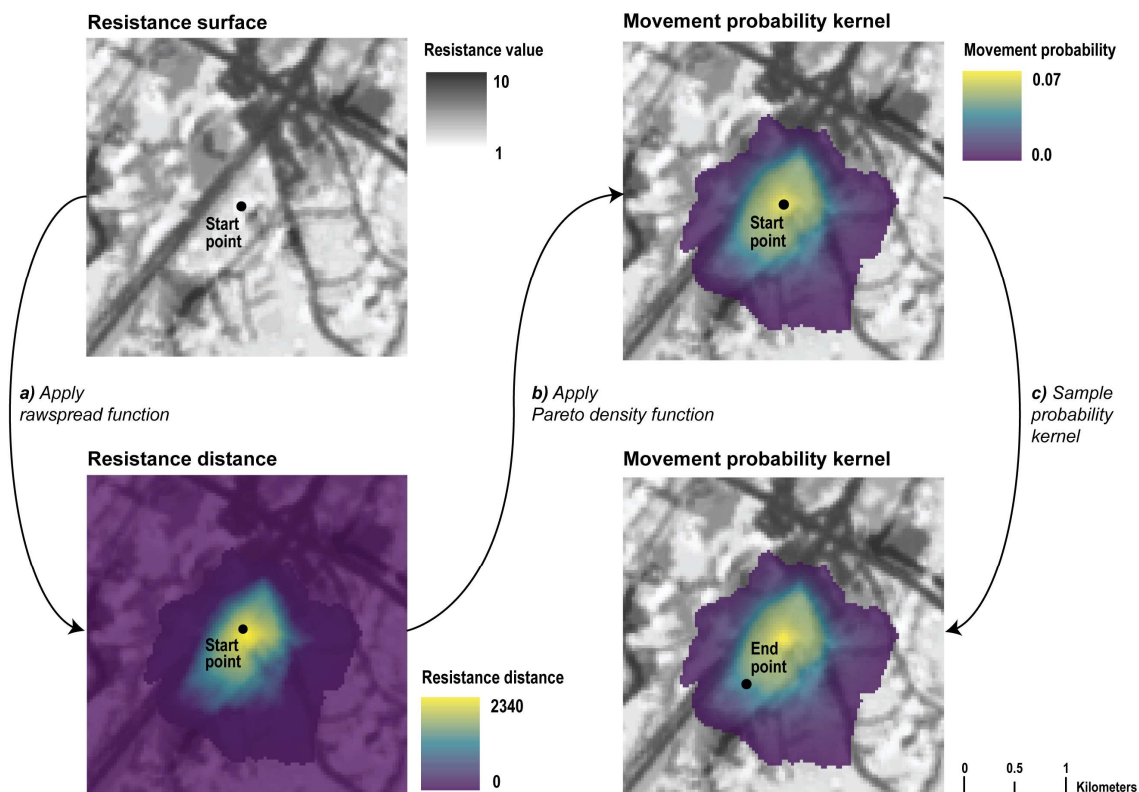 Resistance surface
Resistance value
10
1
Start
point
a) Apply
rawspread function
Resistance distance
Start
point
Resistance distance
2340
0
b) Apply
Pareto density function
Movement probability kernel
Movement probability
0.07
0.0
Start
point
c) Sample
probability
kernel
Movement probability kernel
End
point
0
0.5
1
Kilometers